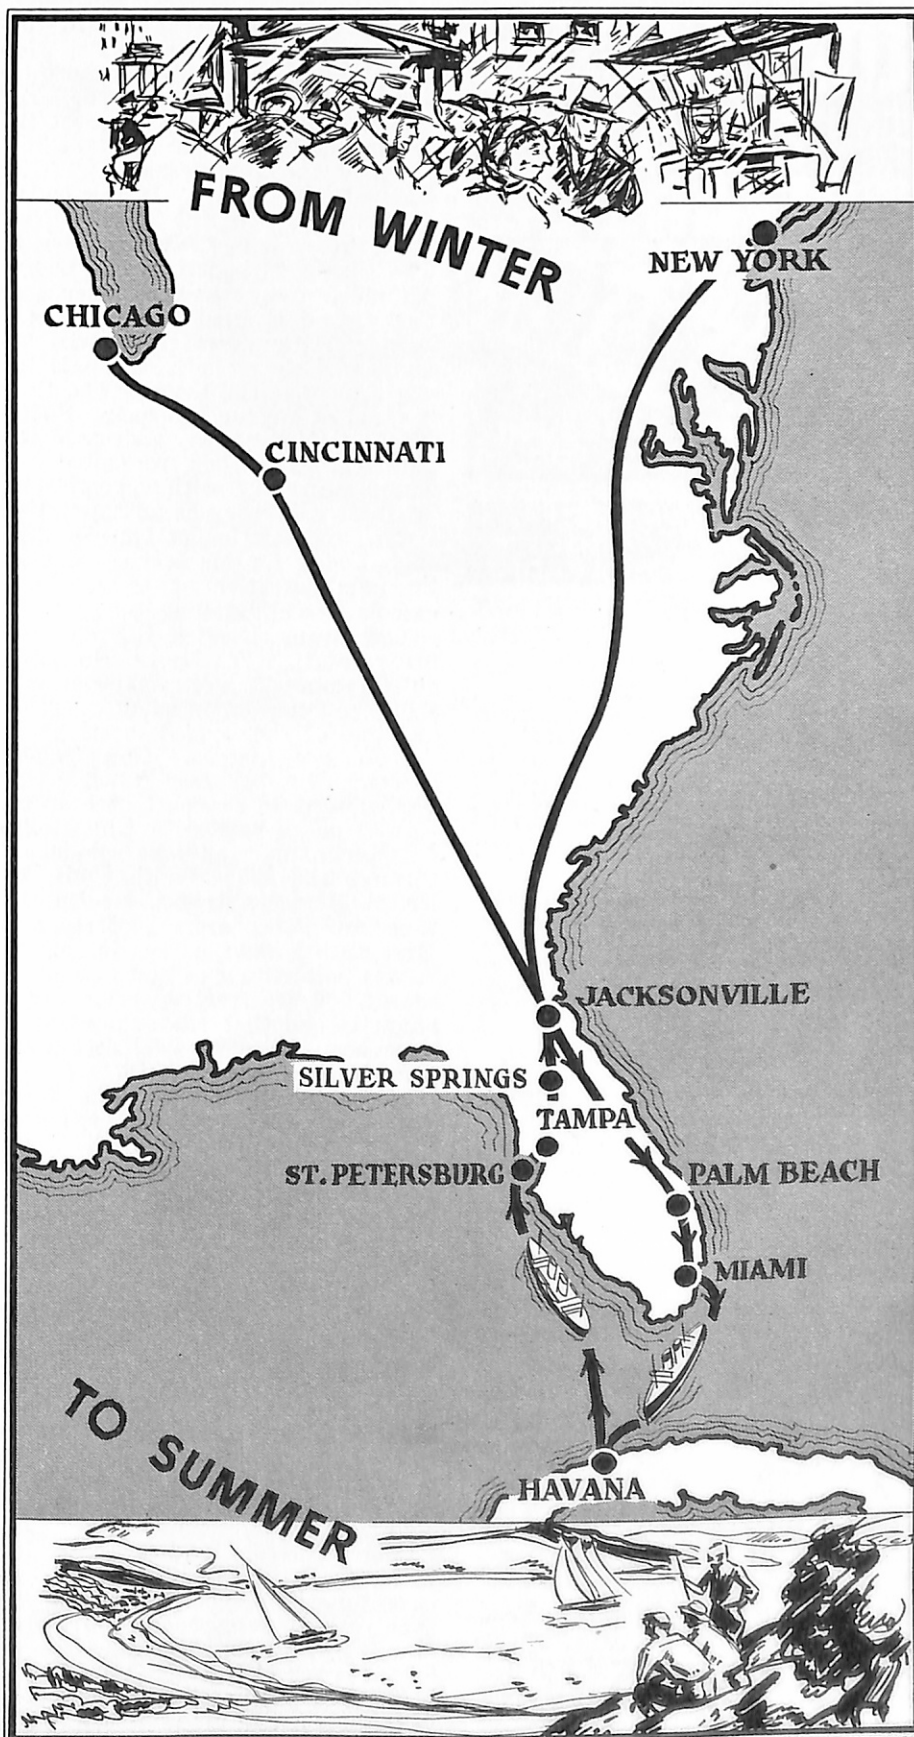 FROM WINTER
NEW YORK
CHICAGO
CINCINNATI
JACKSONVILLE
SILVER SPRINGS
TAMPA
ST. PETERSBURG
PALM BEACH
MIAMI
TO SUMMER
HAVANA